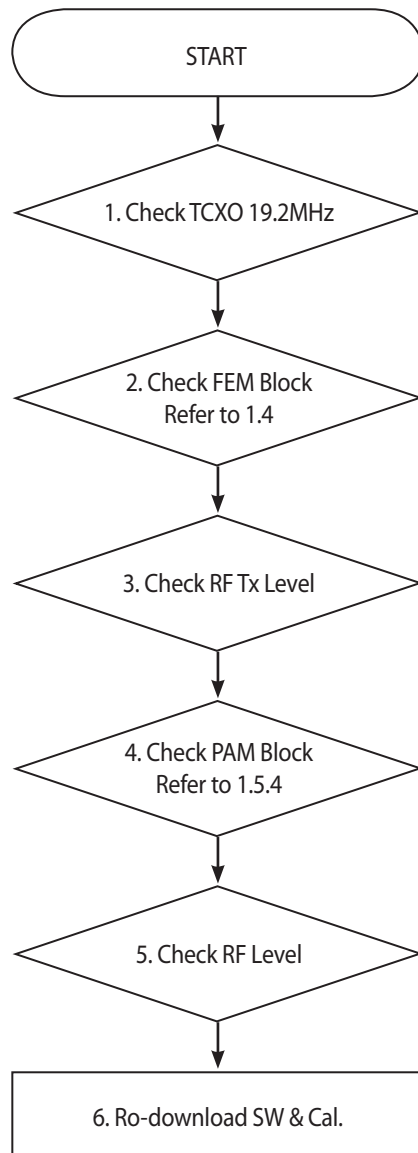 START
1. Check TCXO 19.2MHz
2. Check FEM Block
Refer to 1.4
3. Check RF Tx Level
4. Check PAM Block
Refer to 1.5.4
5. Check RF Level
6. Ro-download SW & Cal.